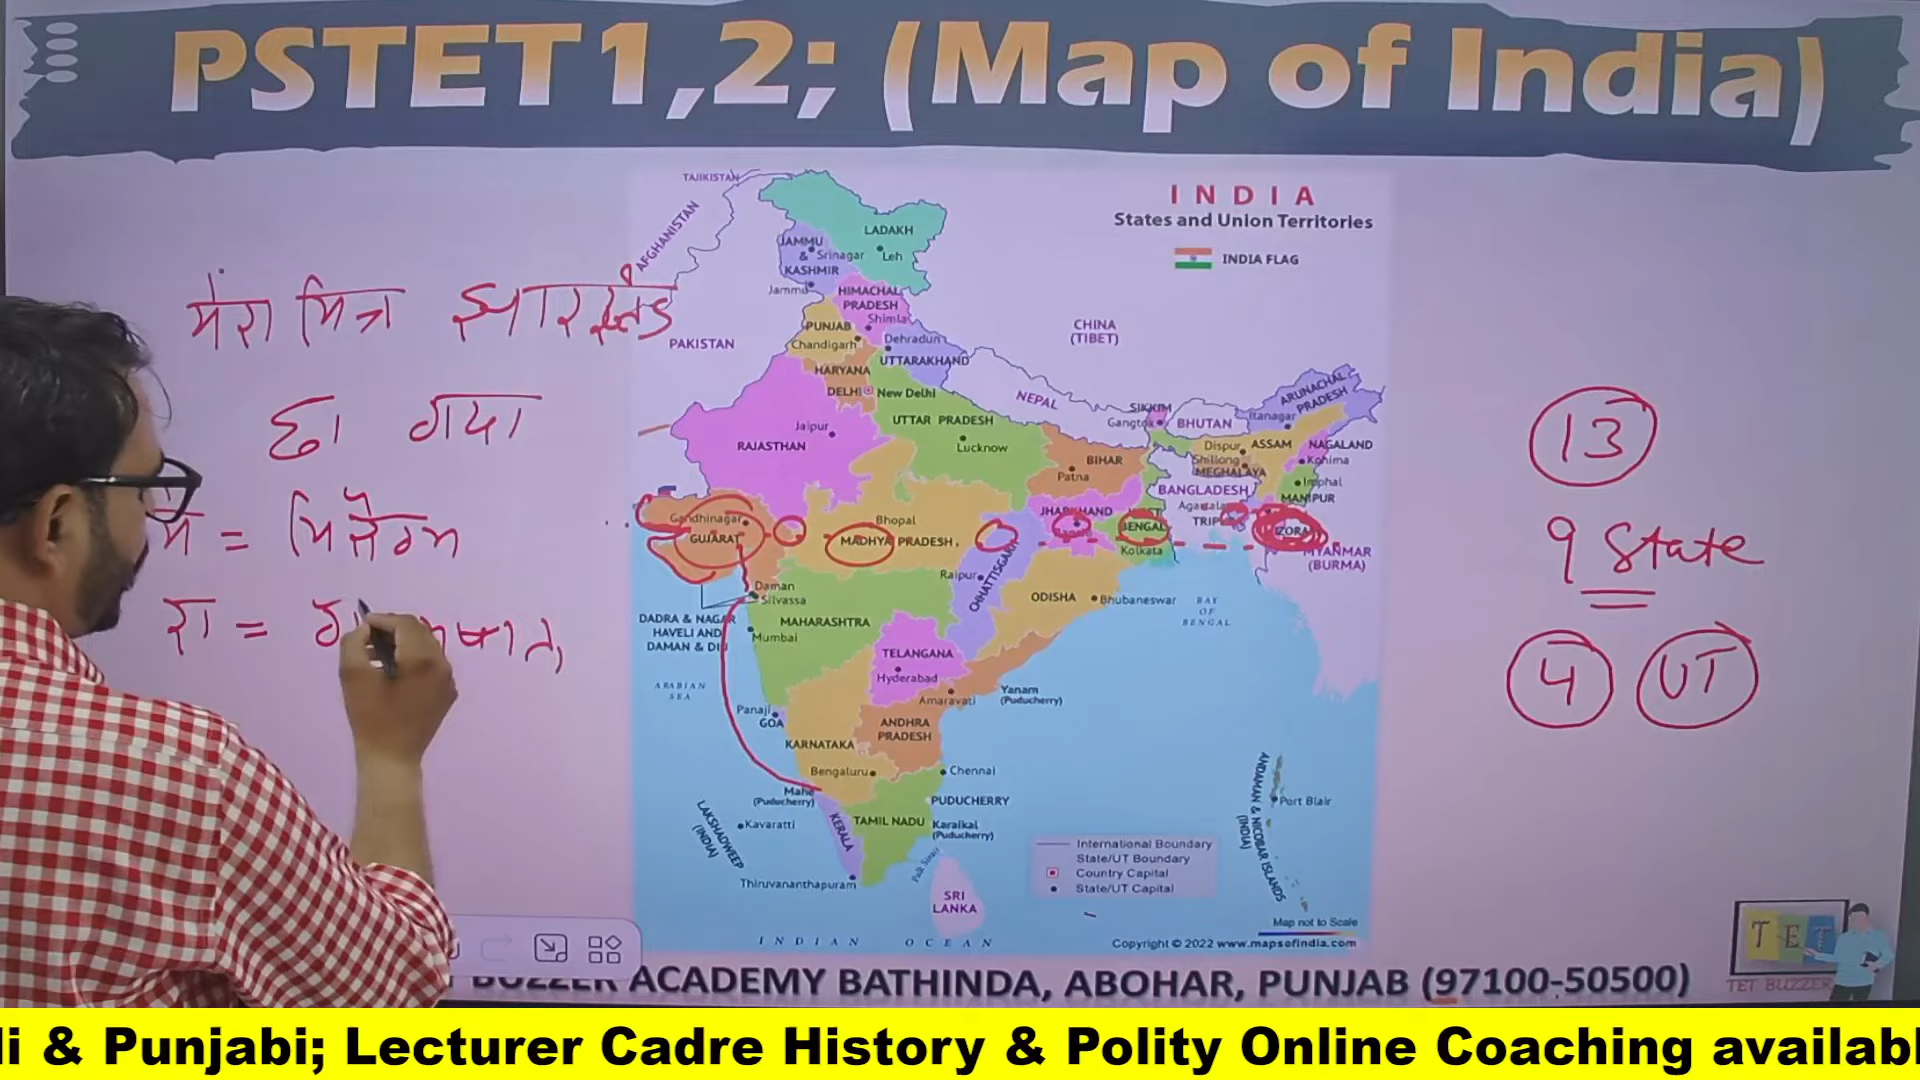 PSTET 1,2; (Map of India)
INDIA
States and Union Territories
INDIA FLAG
TAJIKISTAN
AFGHANISTAN
PAKISTAN
CHINA
(TIBET)
NEPAL
BHUTAN
BANGLADESH
MYANMAR
(BURMA)
SRI
LANKA
LADAKH
Leh
JAMMU
&
KASHMIR
Srinagar
Jammu
HIMACHAL
PRADESH
Shimla
PUNJAB
Chandigarh
Dehradun
UTTARAKHAND
HARYANA
DELHI
New Delhi
UTTAR PRADESH
Lucknow
Jaipur
RAJASTHAN
BIHAR
Patna
SIKKIM
Gangtok
ARUNACHAL
PRADESH
Itanagar
Dispur
ASSAM
NAGALAND
Kohima
Shillong
MEGHALAYA
Imphal
MANIPUR
Gandhinagar
GUJARAT
Bhopal
MADHYA PRADESH
BENGAL
Kolkata
Raipur
CHHATTISGARH
ODISHA
Bhubaneswar
BAY
OF
BENGAL
Daman
Silvassa
DADRA & NAGAR
HAVELI AND
DAMAN & DIU
Mumbai
MAHARASHTRA
TELANGANA
Hyderabad
Amaravati
Yanam
(Puducherry)
ARABIAN
SEA
Panaji
GOA
ANDHRA
PRADESH
KARNATAKA
Bengaluru
Chennai
Mahe
(Puducherry)
PUDUCHERRY
TAMIL NADU
Karaikal
(Puducherry)
KERALA
Kavaratti
LAKSHADWEEP
(INDIA)
Thiruvananthapuram
Palk Strait
ANDAMAN & NICOBAR ISLANDS
(INDIA)
Port Blair
International Boundary
State/UT Boundary
Country Capital
State/UT Capital
Map not to Scale
INDIAN OCEAN
Copyright © 2022 www.mapsofindia.com
मेरा मित्र झारखंड
छा गया
मे = मिजोरम
रा =
13
9 State
4 UT
BUZZER ACADEMY BATHINDA, ABOHAR, PUNJAB (97100-50500)
TET
TET BUZZER
& Punjabi; Lecturer Cadre History & Polity Online Coaching